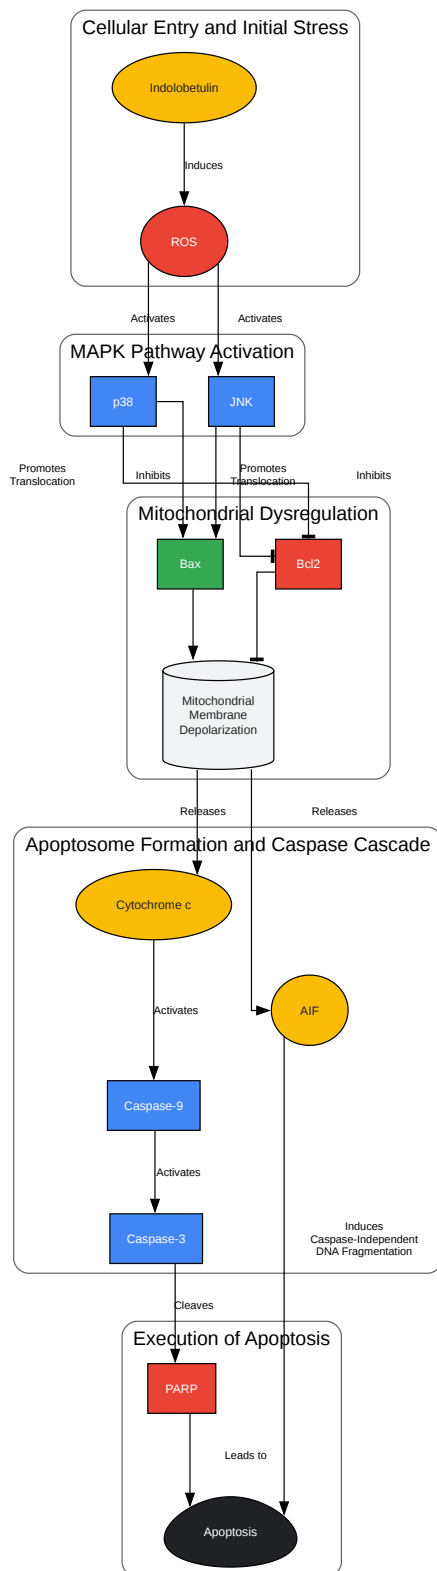 Cellular Entry and Initial Stress
Indolobetulin
Induces
ROS
Activates
Activates
MAPK Pathway Activation
p38
JNK
Promotes
Translocation
Inhibits
Promotes
Translocation
Inhibits
Mitochondrial Dysregulation
Bax
Bcl2
Mitochondrial
Membrane
Depolarization
Releases
Releases
Apoptosome Formation and Caspase Cascade
Cytochrome c
Activates
AIF
Caspase-9
Activates
Caspase-3
Induces
Caspase-Independent
DNA Fragmentation
Cleaves
Execution of Apoptosis
PARP
Leads to
Apoptosis